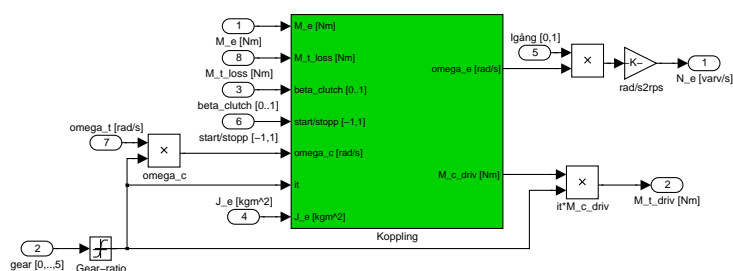 1
M_e [Nm]
8
M_t_loss [Nm]
3
beta_clutch [0..1]
6
start/stopp [−1,1]
omega_t [rad/s]
7
omega_c
J_e [kgm^2]
4
2
gear [0,..,5]
Gear−ratio
M_e [Nm]
M_t_loss [Nm]
beta_clutch [0..1]
start/stopp [−1,1]
omega_c [rad/s]
it
J_e [kgm^2]
omega_e [rad/s]
M_c_driv [Nm]
Koppling
Igång [0,1]
5
×
×
×
−K−
rad/s2rps
1
N_e [varv/s]
it*M_c_driv
2
M_t_driv [Nm]